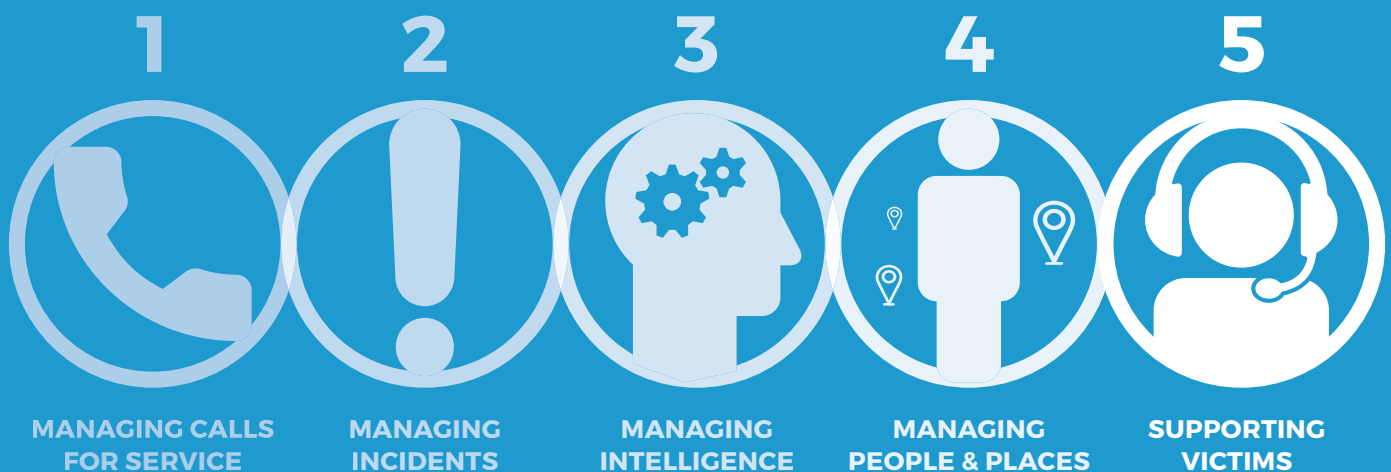 1
2
3
4
5
MANAGING CALLS
FOR SERVICE
MANAGING
INCIDENTS
MANAGING
INTELLIGENCE
MANAGING
PEOPLE & PLACES
SUPPORTING
VICTIMS